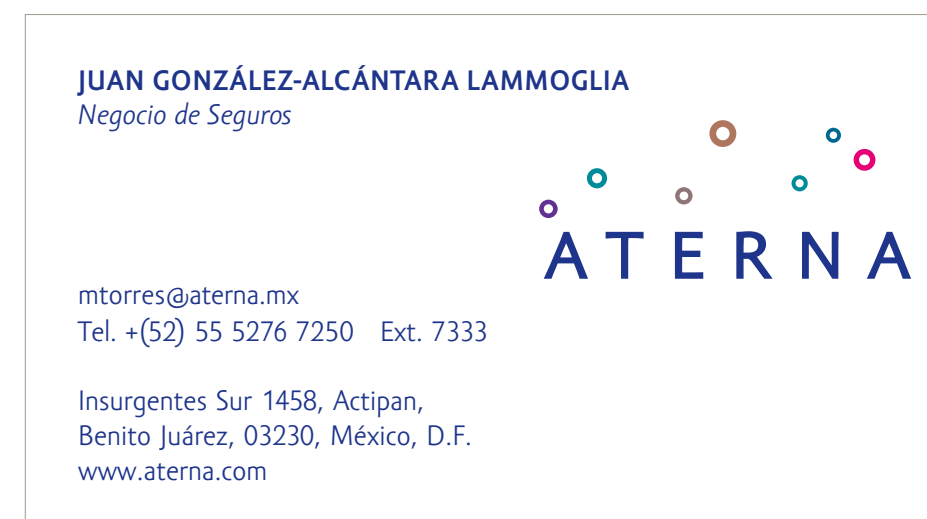 JUAN GONZÁLEZ-ALCÁNTARA LAMMOGLIA
Negocio de Seguros
ATERNA
mtorres@aterna.mx
Tel. +(52) 55 5276 7250 Ext. 7333
Insurgentes Sur 1458, Actipan,
Benito Juárez, 03230, México, D.F.
www.aterna.com